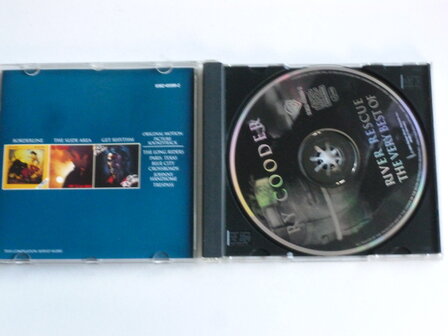 BORDERLINE
THE SLIDE AREA
GET RHYTHM
ORIGINAL MOTION
PICTURE
SOUNDTRACK
THE LONG RIDERS
PARIS, TEXAS
BLUE CITY
CROSSROADS
JOHNNY
HANDSOME
TRESPASS
RY COODER
RIVER RESCUE
THE VERY BEST OF